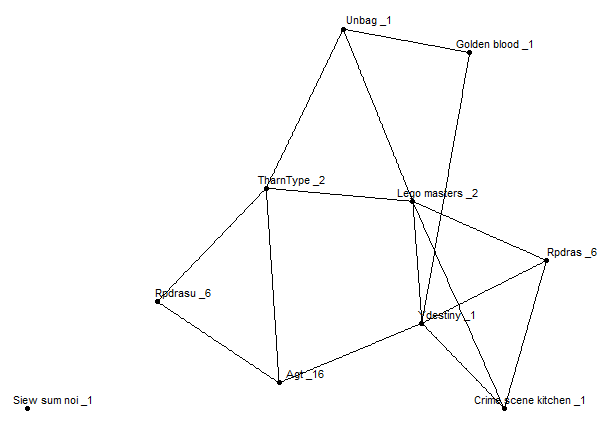 Unbag _1
Golden blood _1
TharnType _2
Lego masters _2
Rpdras _6
Rpdrasu _6
Ydestiny _1
Agt _16
Siew sum noi _1
Crime scene kitchen _1